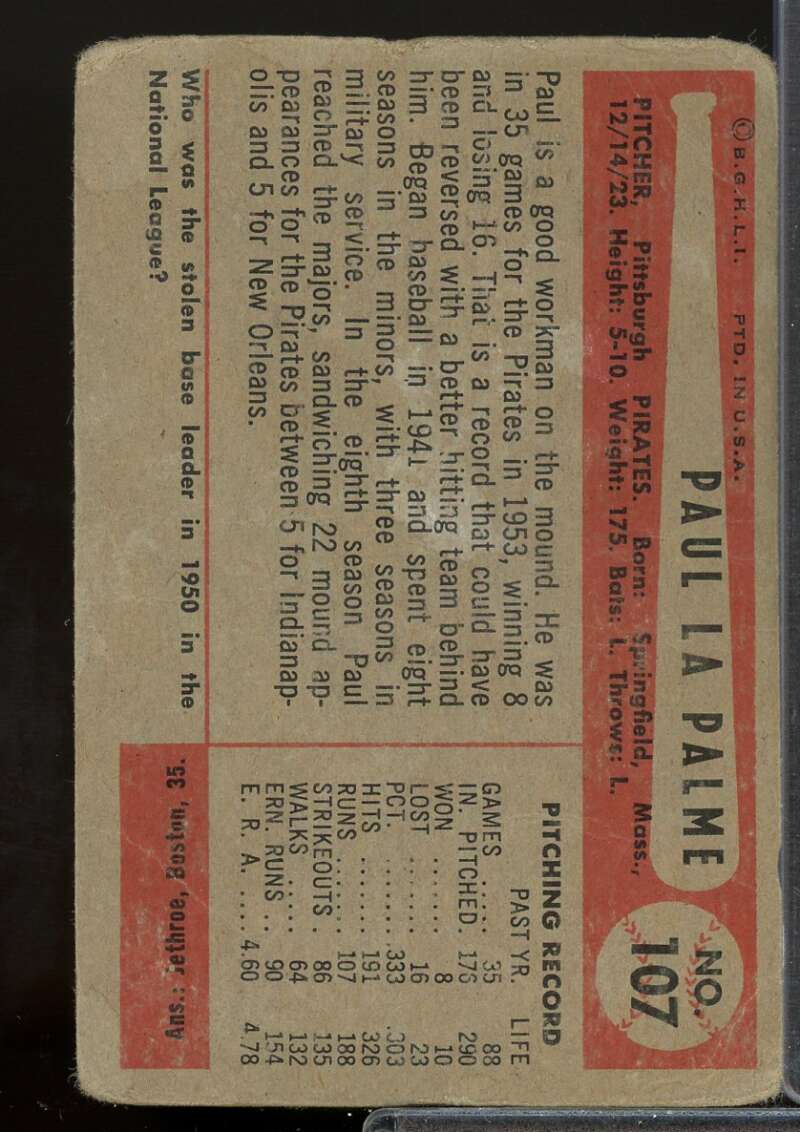 © B.G.H.L.I. PTD. IN U.S.A.
PAUL LA PALME
NO.
107
PITCHER, Pittsburgh PIRATES. Born: Springfield, Mass.,
12/14/23. Height: 5-10. Weight: 175. Bats: L. Throws: L.
Paul is a good workman on the mound. He was
in 35 games for the Pirates in 1953, winning 8
and losing 16. That is a record that could have
been reversed with a better hitting team behind
him. Began baseball in 1941 and spent eight
seasons in the minors, with three seasons in
military service. In the eighth season Paul
reached the majors, sandwiching 22 mound ap-
pearances for the Pirates between 5 for Indianap-
olis and 5 for New Orleans.
PITCHING RECORD
PAST YR. LIFE
GAMES ..... 35 88
IN. PITCHED. 176 290
WON ....... 8 10
LOST ...... 16 23
PCT. ....... .333 .303
HITS ....... 191 326
RUNS ...... 107 188
STRIKEOUTS . 86 135
WALKS ..... 64 132
ERN. RUNS .. 90 154
E. R. A. .... 4.60 4.78
Who was the stolen base leader in 1950 in the
National League?
Ans.: Jethroe, Boston, 35.